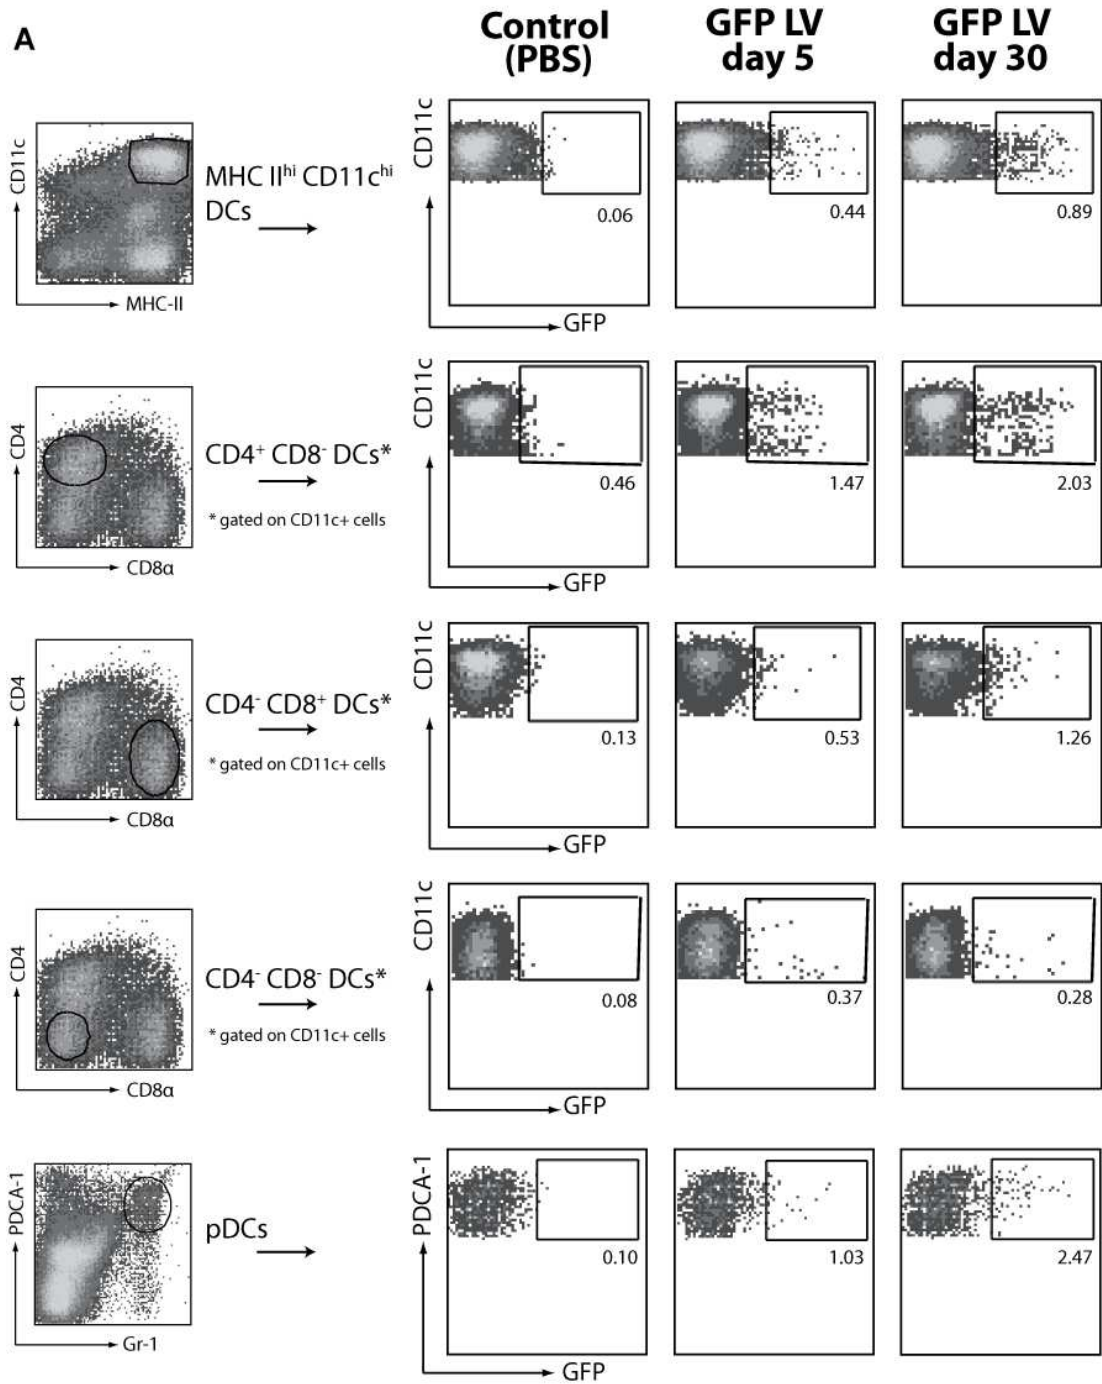 A
Control
(PBS)
GFP LV
day 5
GFP LV
day 30
CD11c
MHC-II
MHC IIhi CD11chi
DCs
CD11c
GFP
0.06
0.44
0.89
CD4
CD8α
CD4+ CD8- DCs*
* gated on CD11c+ cells
CD11c
GFP
0.46
1.47
2.03
CD4
CD8α
CD4- CD8+ DCs*
* gated on CD11c+ cells
CD11c
GFP
0.13
0.53
1.26
CD4
CD8α
CD4- CD8- DCs*
* gated on CD11c+ cells
CD11c
GFP
0.08
0.37
0.28
PDCA-1
Gr-1
pDCs
PDCA-1
GFP
0.10
1.03
2.47